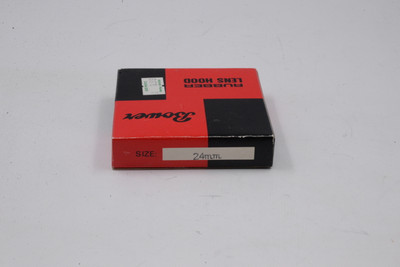 RUBBER
LENS HOOD
Bower
SIZE: 24mm